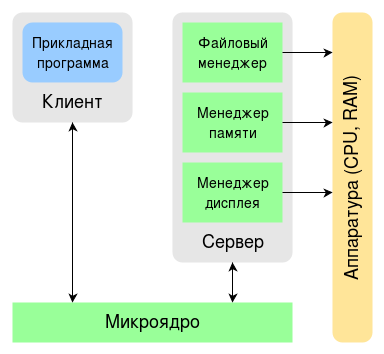 Прикладная
программа
Клиент
Файловый
менеджер
Менеджер
памяти
Менеджер
дисплея
Сервер
Аппаратура (CPU, RAM)
Микроядро